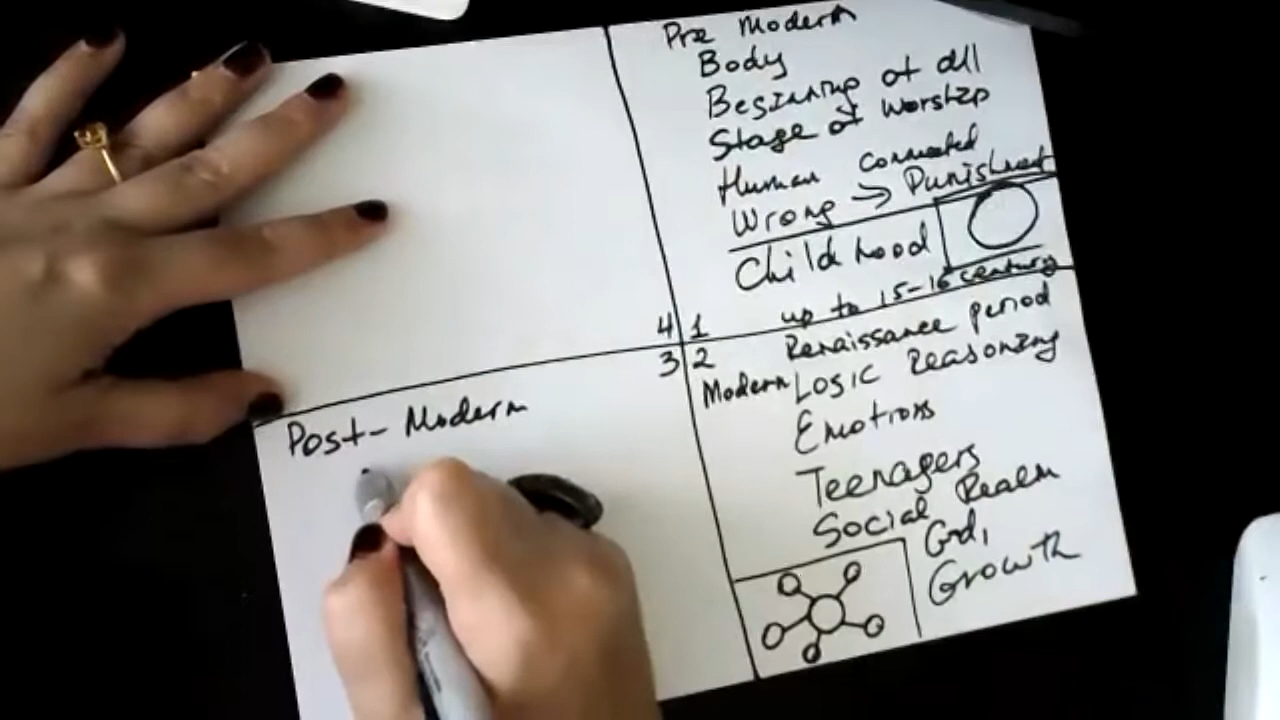 Pre Modern
Body
Beginning of all
Stage of worship
Human connected
Wrong → Punishment
Childhood
up to 15-16 century
4 1
3 2
Renaissance period
Modern Logic Reasoning
Emotions
Teenagers
Social Realm
God,
Growth
Post-Modern